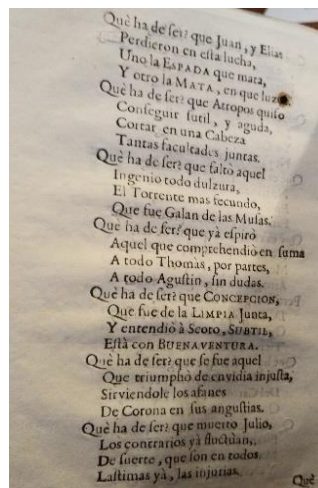 Què ha de ser? que Juan, y Elias
Perdieron en esta lucha,
Uno la ESPADA que mata,
Y otro la MATA, en que luzo
Què ha de ser? que Atropos quiso
Conseguir sutil, y aguda,
Cortar en una Cabeza
Tantas facultades juntas.
Què ha de ser? que faltò aquel
Ingenio todo dulzura,
El Torrente mas fecundo,
Que fue Galan de las Musas.
Què ha de ser? que yà espirò
Aquel que comprehendiò en suma
A todo Thomàs, por partes,
A todo Agustin, sin dudas.
Què ha de ser? que CONCEPCION,
Que fue de la LIMPIA Junta,
Y entendiò à Scoto, SUBTIL,
Està con BUENAVENTURA.
Què ha de ser? que se fue aquel
Que triumphò de envidia injusta,
Sirviendole los afanes
De Corona en sus angustias.
Què ha de ser? que muerto Julio,
Los contrarios yà fluctuan,
De suerte, que son en todos
Lastimas yà, las injurias.
Què